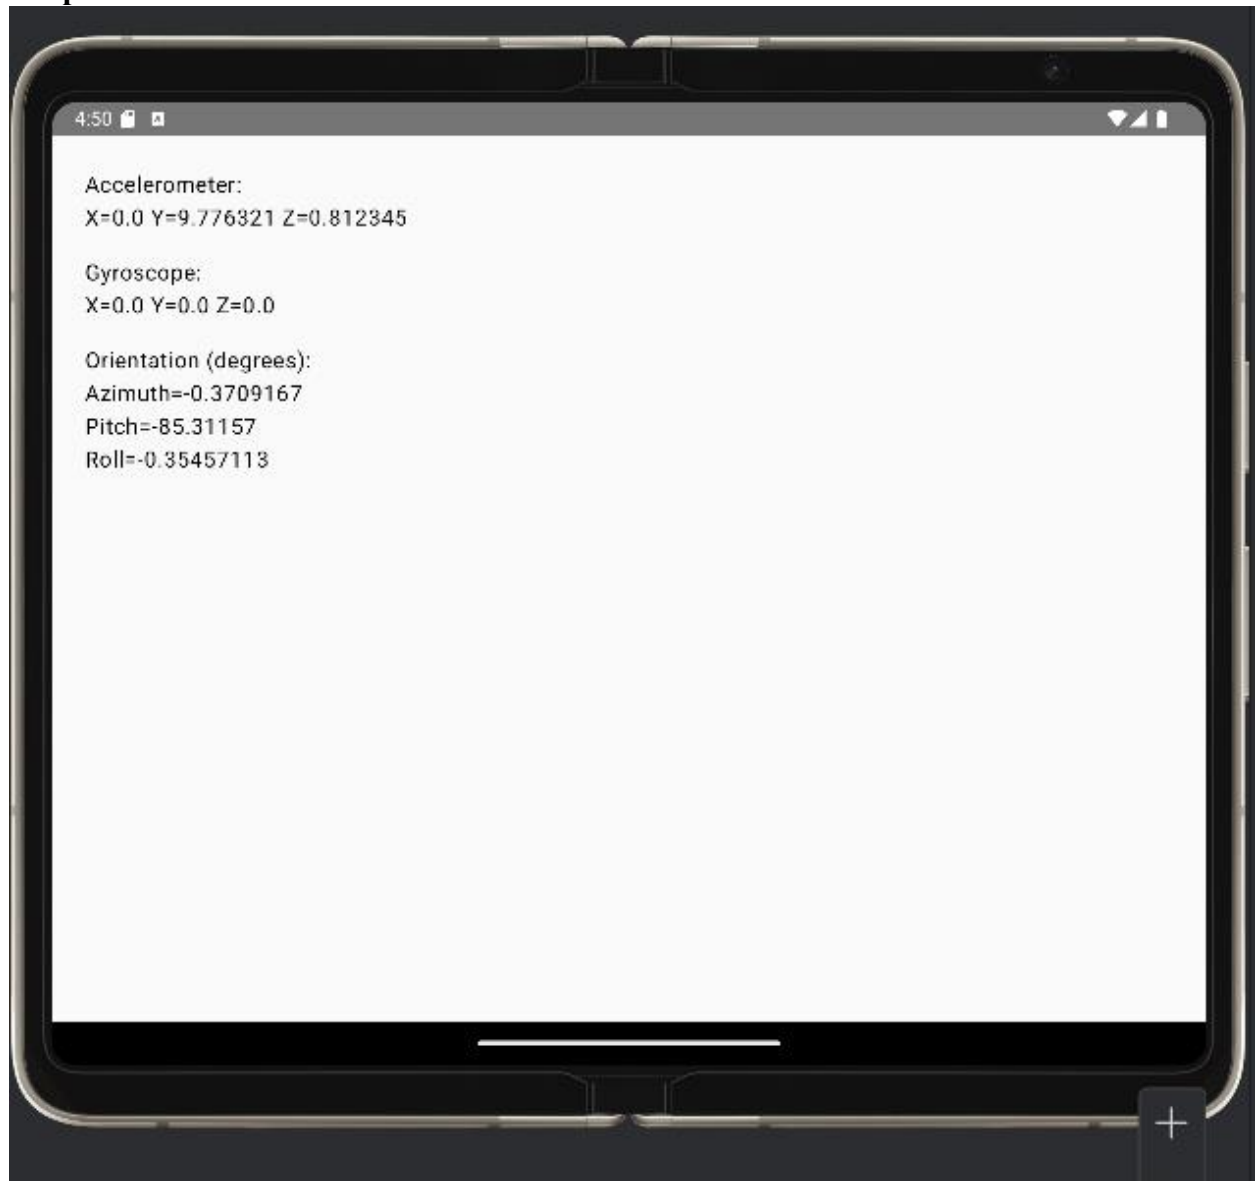 4:50
Accelerometer:
X=0.0 Y=9.776321 Z=0.812345
Gyroscope:
X=0.0 Y=0.0 Z=0.0
Orientation (degrees):
Azimuth=-0.3709167
Pitch=-85.31157
Roll=-0.35457113